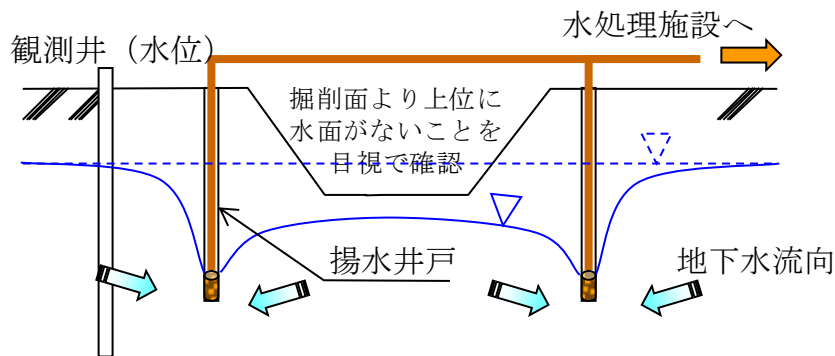 水処理施設へ
観測井（水位）
掘削面より上位に
水面がないことを
目視で確認
揚水井戸
地下水流向